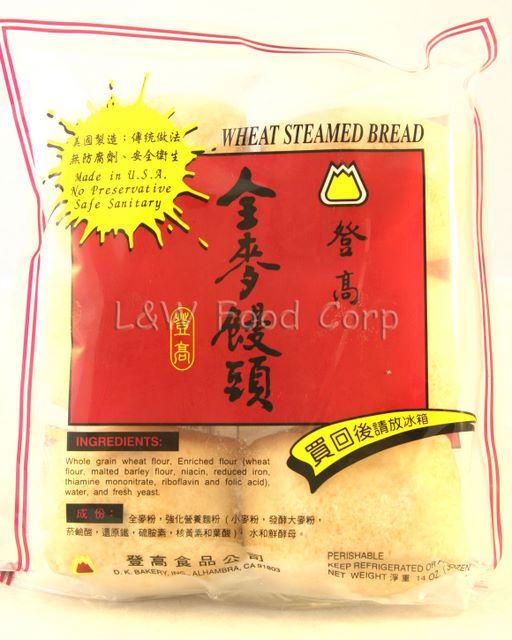 美國製造：傳統做法
無防腐劑、安全衛生
Made in U.S.A.
No Preservative
Safe Sanitary
WHEAT STEAMED BREAD
全麥饅頭
登高
登高
L&W Food Corp
買回後請放冰箱
INGREDIENTS:
Whole grain wheat flour, Enriched flour (wheat
flour, malted barley flour, niacin, reduced iron,
thiamine mononitrate, riboflavin and folic acid),
water, and fresh yeast.
成份：
全麥粉，強化營養麵粉（小麥粉，發酵大麥粉，
菸鹼酸，還原鐵，硫胺素，核黃素和葉酸），水和鮮酵母。
登高食品公司
D. K. BAKERY, INC., ALHAMBRA, CA 91803
PERISHABLE
KEEP REFRIGERATED OR
NET WEIGHT 淨重 14 OZ.